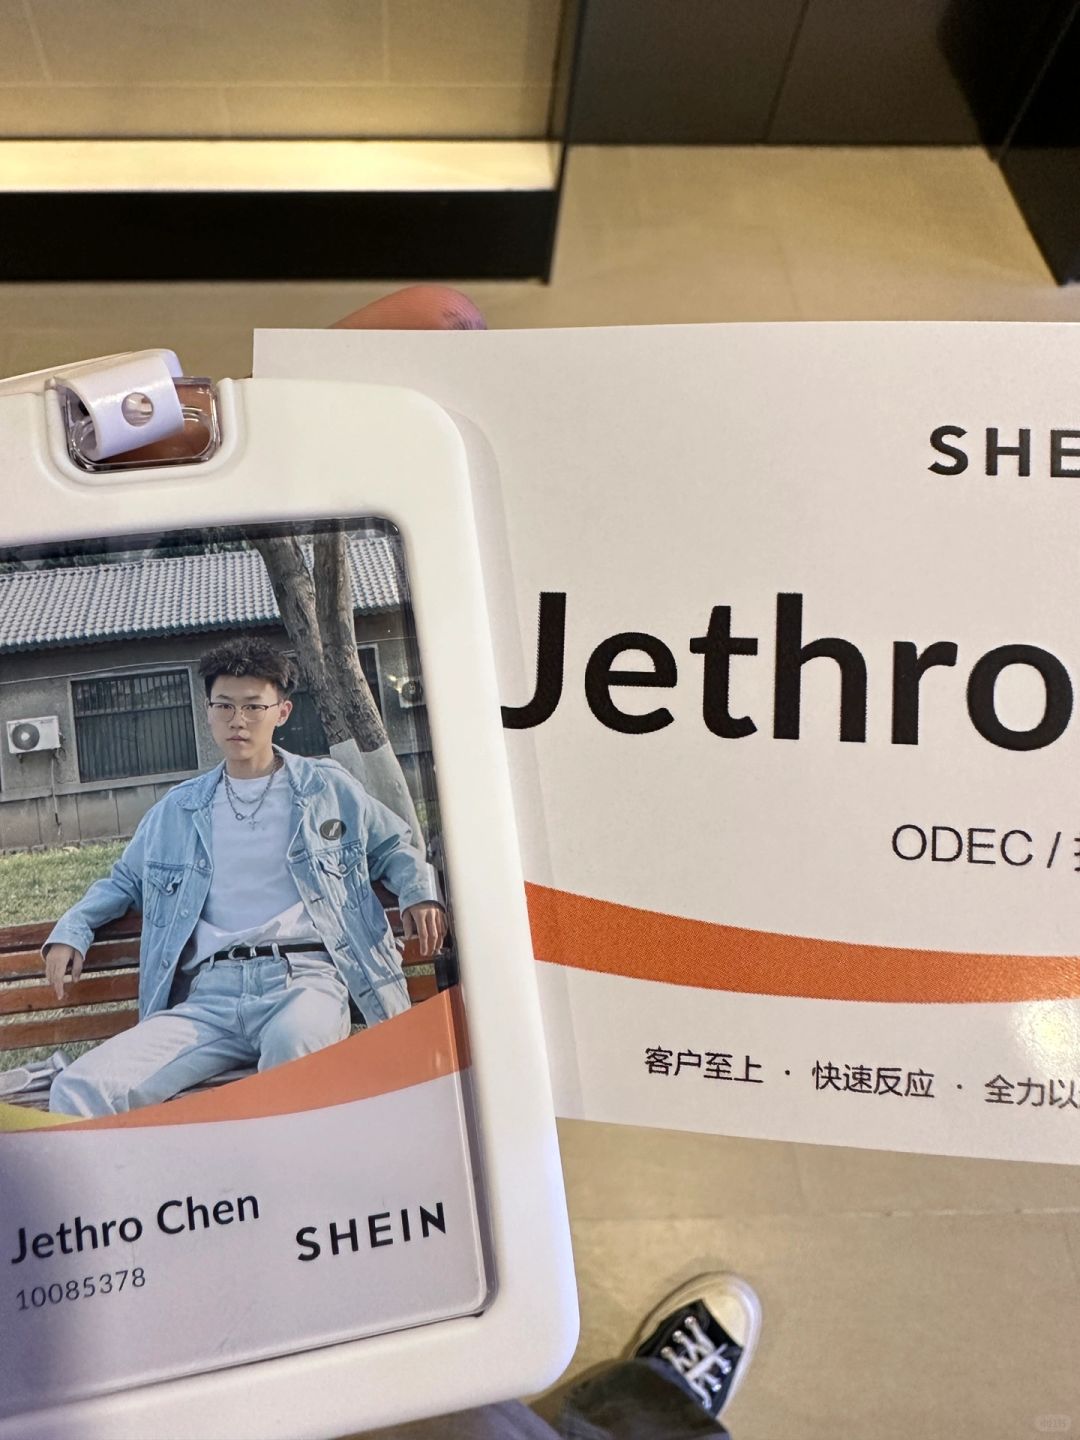 SHE
Jethro
ODEC /
客户至上 · 快速反应 · 全力以
Jethro Chen
SHEIN
10085378